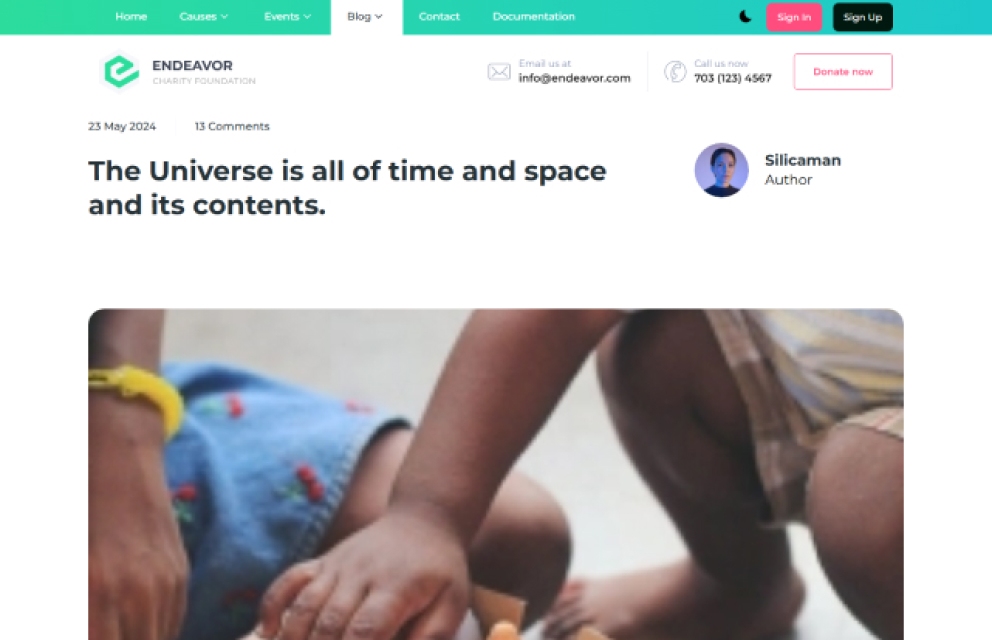 Home Causes Events Blog Contact Documentation Sign In Sign Up
ENDEAVOR
CHARITY FOUNDATION
Email us at
info@endeavor.com
Call us now
703 (123) 4567
Donate now
23 May 2024 13 Comments
The Universe is all of time and space
and its contents.
Silicaman
Author